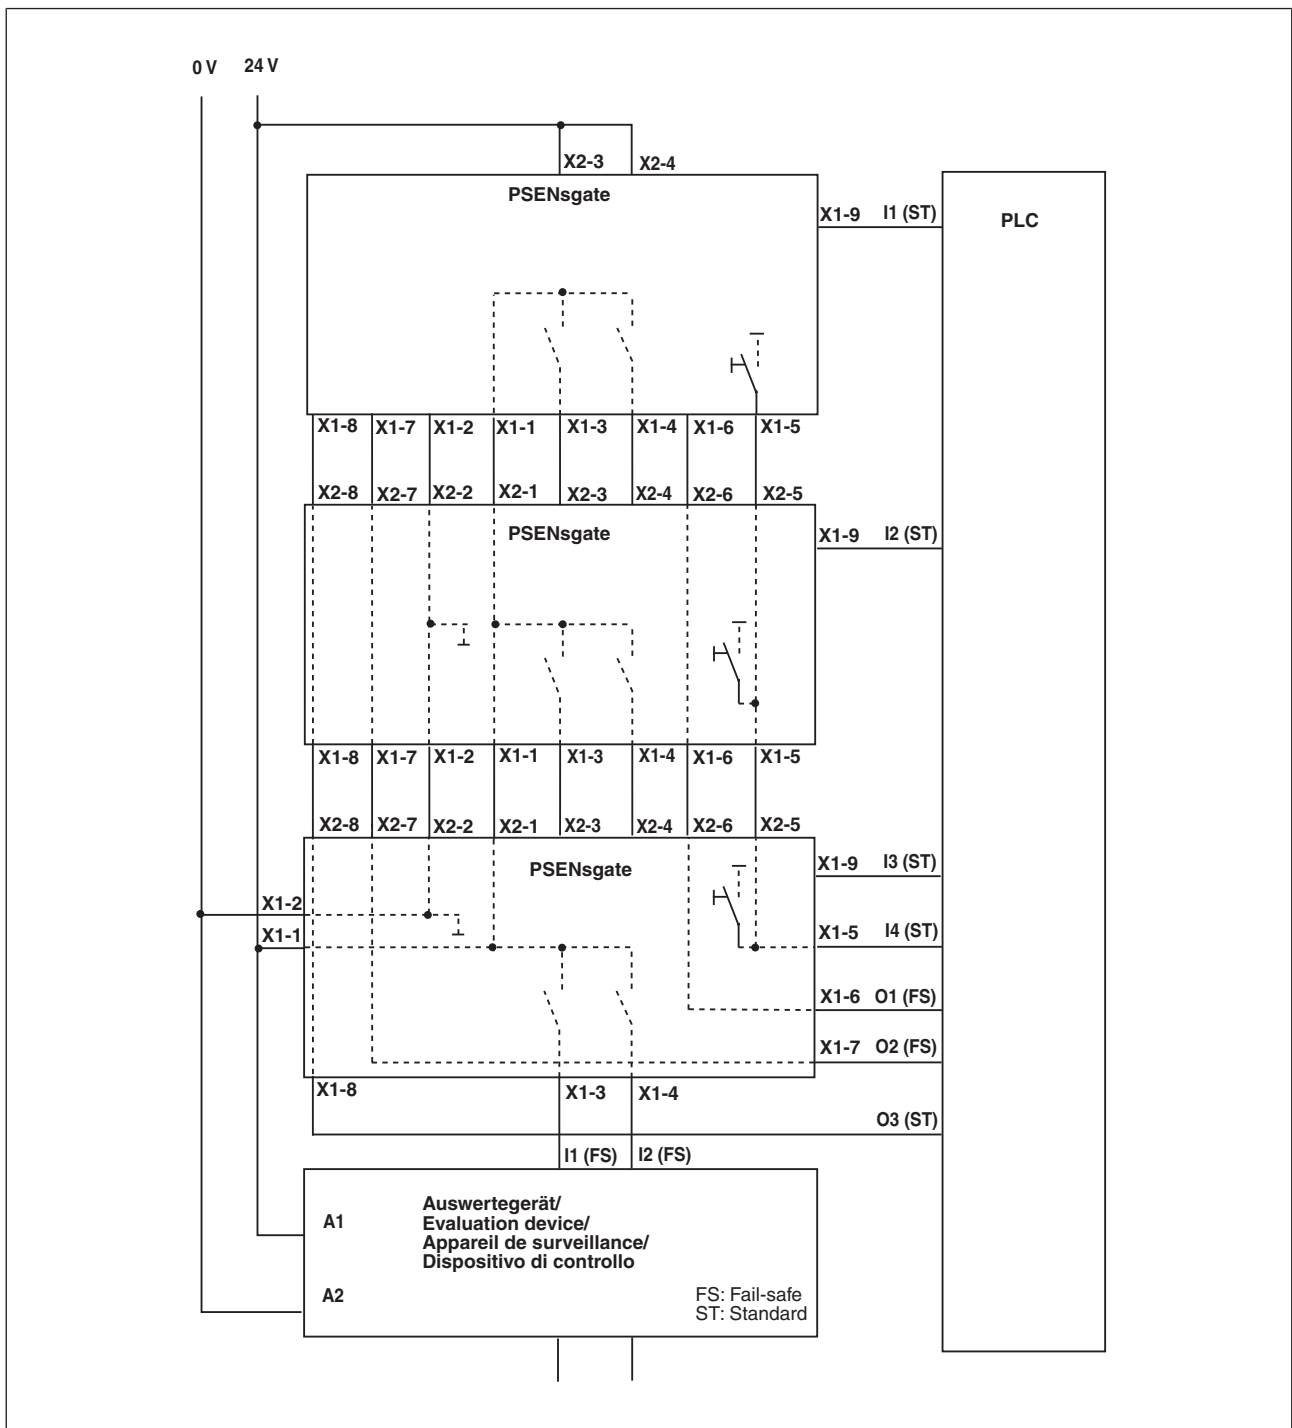 0 V 24 V
X2-3 X2-4
PSENsgate
X1-9 I1 (ST)
PLC
X1-8 X1-7 X1-2 X1-1 X1-3 X1-4 X1-6 X1-5
X2-8 X2-7 X2-2 X2-1 X2-3 X2-4 X2-6 X2-5
PSENsgate
X1-9 I2 (ST)
X1-8 X1-7 X1-2 X1-1 X1-3 X1-4 X1-6 X1-5
X2-8 X2-7 X2-2 X2-1 X2-3 X2-4 X2-6 X2-5
PSENsgate
X1-9 I3 (ST)
X1-2
X1-1
X1-5 I4 (ST)
X1-6 O1 (FS)
X1-7 O2 (FS)
X1-8 X1-3 X1-4
O3 (ST)
I1 (FS) I2 (FS)
A1
Auswertegerät/
Evaluation device/
Appareil de surveillance/
Dispositivo di controllo
A2
FS: Fail-safe
ST: Standard